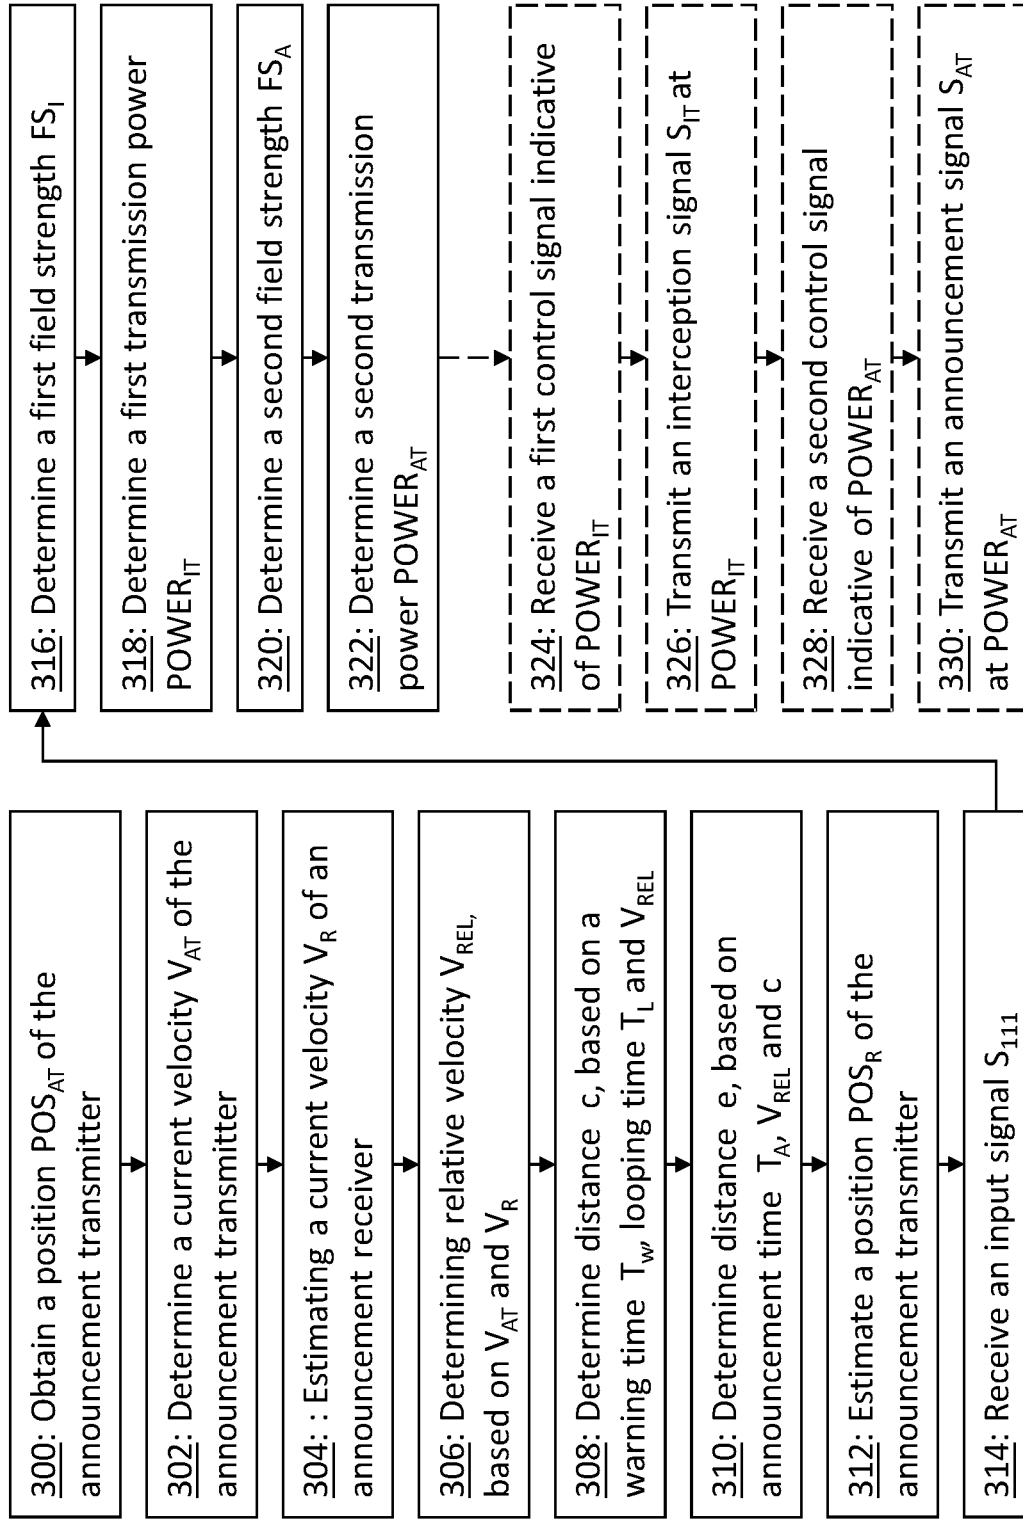 300: Obtain a position POS_AT of the
announcement transmitter
302: Determine a current velocity V_AT of the
announcement transmitter
304: : Estimating a current velocity V_R of an
announcement receiver
306: Determining relative velocity V_REL,
based on V_AT and V_R
308: Determine distance c, based on a
warning time T_w, looping time T_L and V_REL
310: Determine distance e, based on
announcement time T_A, V_REL and c
312: Estimate a position POS_R of the
announcement transmitter
314: Receive an input signal S_111
316: Determine a first field strength FS_I
318: Determine a first transmission power
POWER_IT
320: Determine a second field strength FS_A
322: Determine a second transmission
power POWER_AT
324: Receive a first control signal indicative
of POWER_IT
326: Transmit an interception signal S_IT at
POWER_IT
328: Receive a second control signal
indicative of POWER_AT
330: Transmit an announcement signal S_AT
at POWER_AT